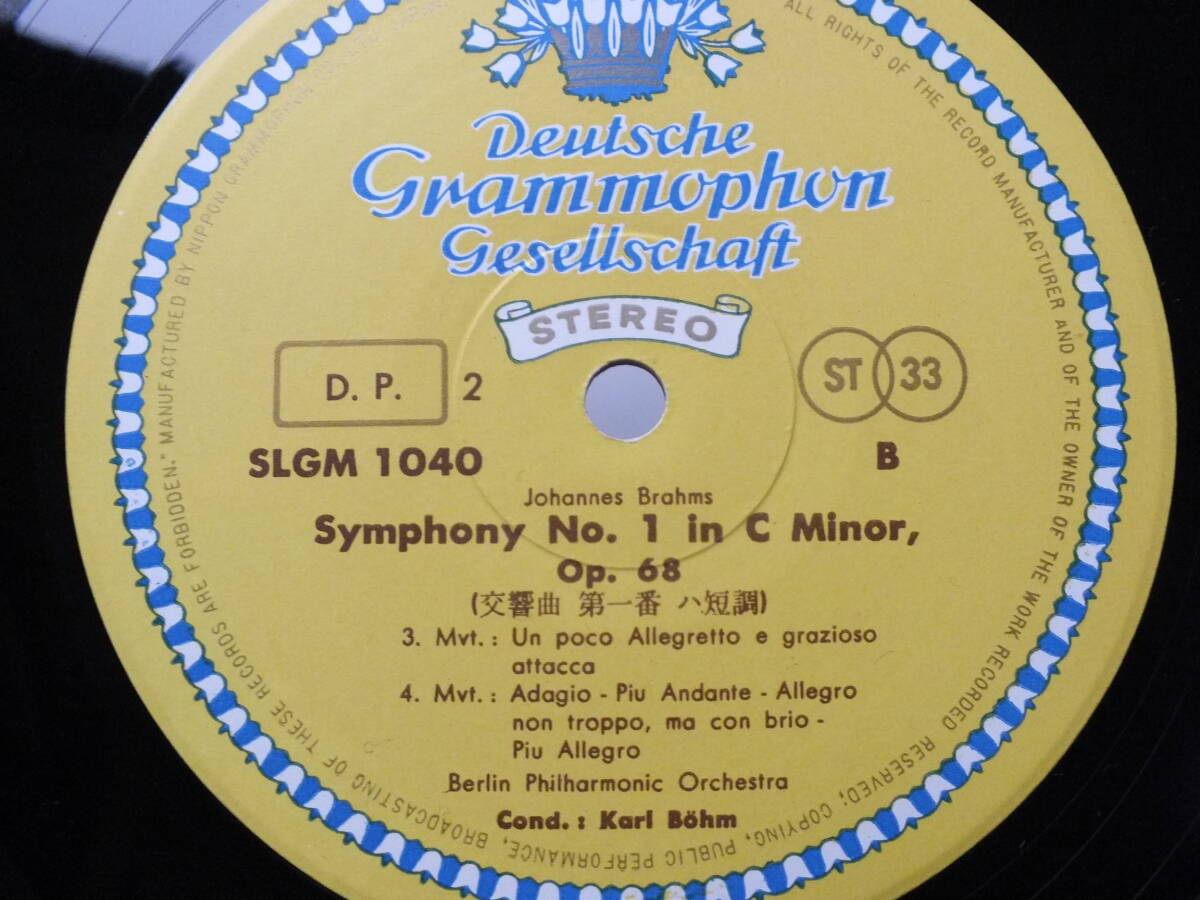 Deutsche
Grammophon
Gesellschaft
STEREO
D. P. 2
ST 33
SLGM 1040
B
Johannes Brahms
Symphony No. 1 in C Minor,
Op. 68
(交響曲 第一番 ハ短調)
3. Mvt. : Un poco Allegretto e grazioso
attacca
4. Mvt. : Adagio - Piu Andante - Allegro
non troppo, ma con brio -
Piu Allegro
Berlin Philharmonic Orchestra
Cond. : Karl Böhm
ALL RIGHTS OF THE RECORD MANUFACTURER AND OF THE OWNER OF THE WORK RECORDED RESERVED; COPYING, PUBLIC PERFORMANCE, BROADCASTING OF THESE RECORDS ARE FORBIDDEN." MANUFACTURED BY NIPPON GRAMMOPHON